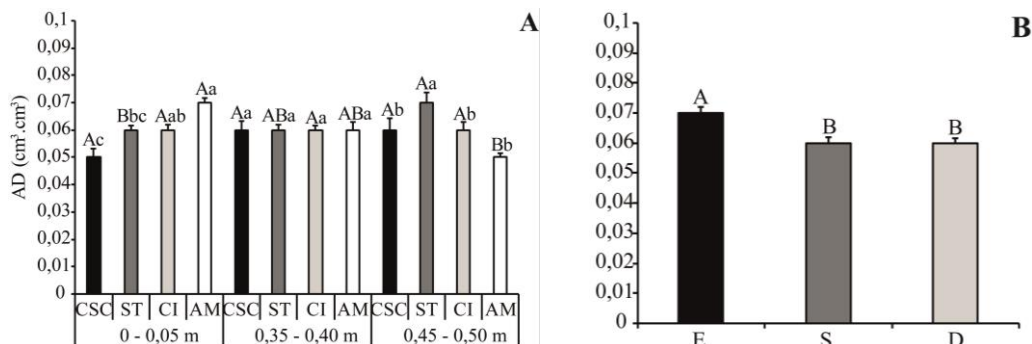 A
AD (cm³.cm³)
0,1
0,09
0,08
0,07
0,06
0,05
0,04
0,03
0,02
0,01
0
Ac Bbc Aab Aa Aa ABa Aa ABa Ab Aa Ab Bb
CSC ST CI AM CSC ST CI AM CSC ST CI AM
0 - 0,05 m 0,35 - 0,40 m 0,45 - 0,50 m
B
0,1
0,09
0,08
0,07
0,06
0,05
0,04
0,03
0,02
0,01
0
A B B
E S D